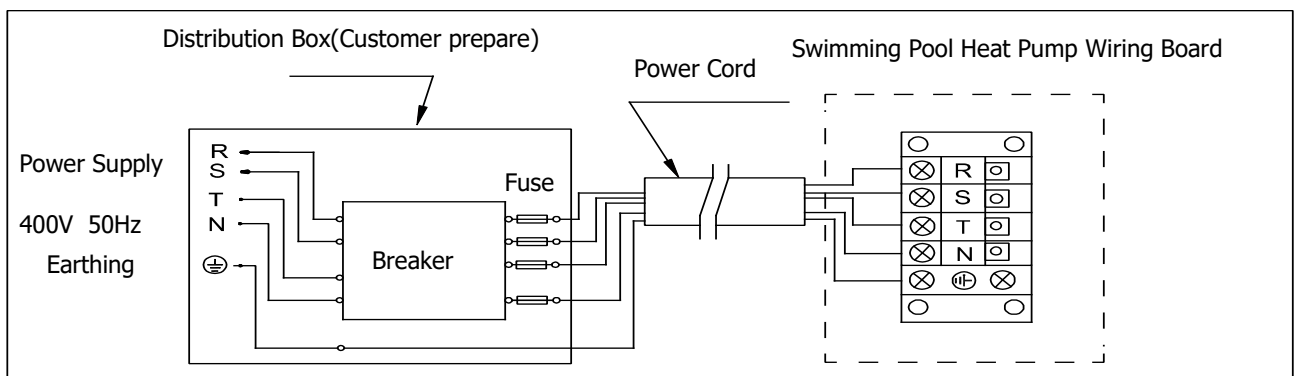 Distribution Box(Customer prepare)
Swimming Pool Heat Pump Wiring Board
Power Cord
Power Supply
400V 50Hz
Earthing
R
S
T
N
Fuse
Breaker
R
S
T
N